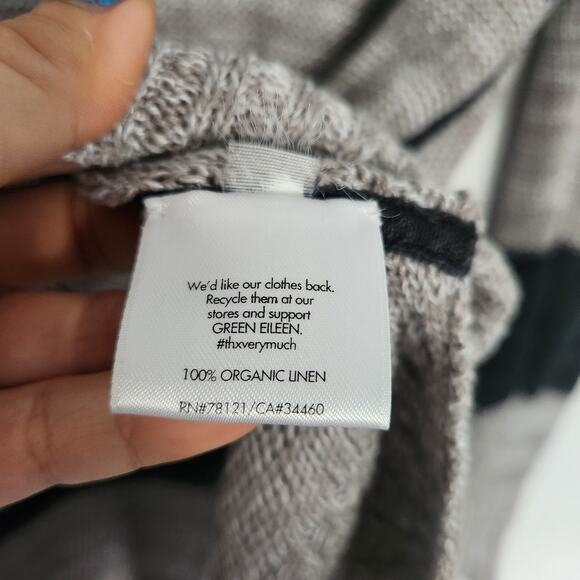 We'd like our clothes back.
Recycle them at our
stores and support
GREEN EILEEN.
#thxverymuch
100% ORGANIC LINEN
RN#78121/CA#34460